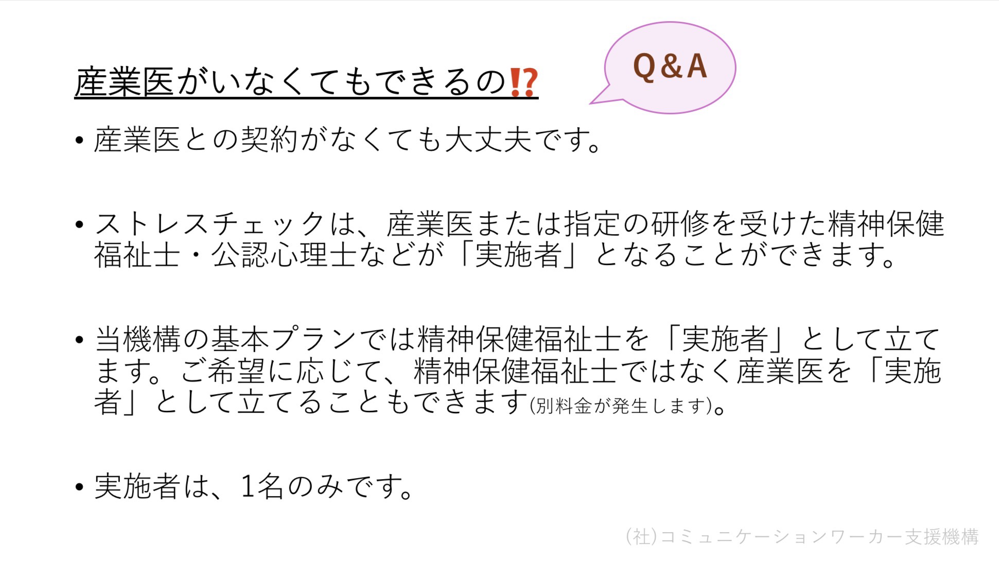 産業医がいなくてもできるの⁉
Q&A
• 産業医との契約がなくても大丈夫です。
• ストレスチェックは、産業医または指定の研修を受けた精神保健
福祉士・公認心理士などが「実施者」となることができます。
• 当機構の基本プランでは精神保健福祉士を「実施者」として立て
ます。ご希望に応じて、精神保健福祉士ではなく産業医を「実施
者」として立てることもできます(別料金が発生します)。
• 実施者は、1名のみです。
(社)コミュニケーションワーカー支援機構